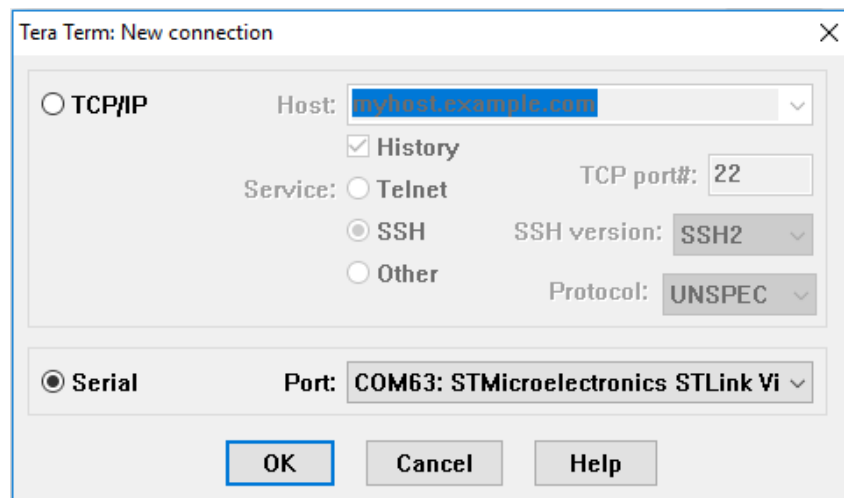 Tera Term: New connection
TCP/IP
Host: myhost.example.com
History
Service: Telnet
TCP port#: 22
SSH
SSH version: SSH2
Other
Protocol: UNSPEC
Serial
Port: COM63: STMicroelectronics STLink Vi
OK
Cancel
Help